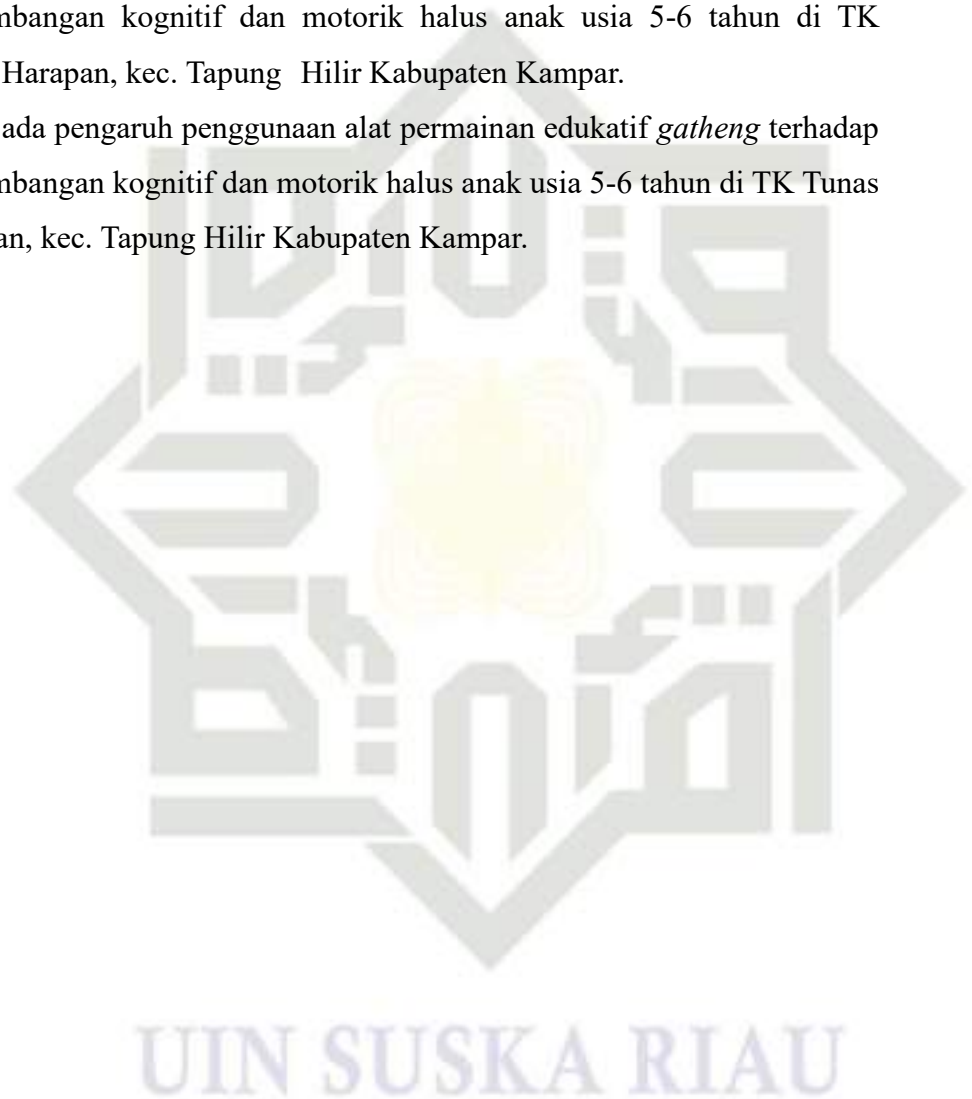 mbangan kognitif dan motorik halus anak usia 5-6 tahun di TK
Harapan, kec. Tapung Hilir Kabupaten Kampar.
ada pengaruh penggunaan alat permainan edukatif gatheng terhadap
mbangan kognitif dan motorik halus anak usia 5-6 tahun di TK Tunas
an, kec. Tapung Hilir Kabupaten Kampar.
UIN SUSKA RIAU